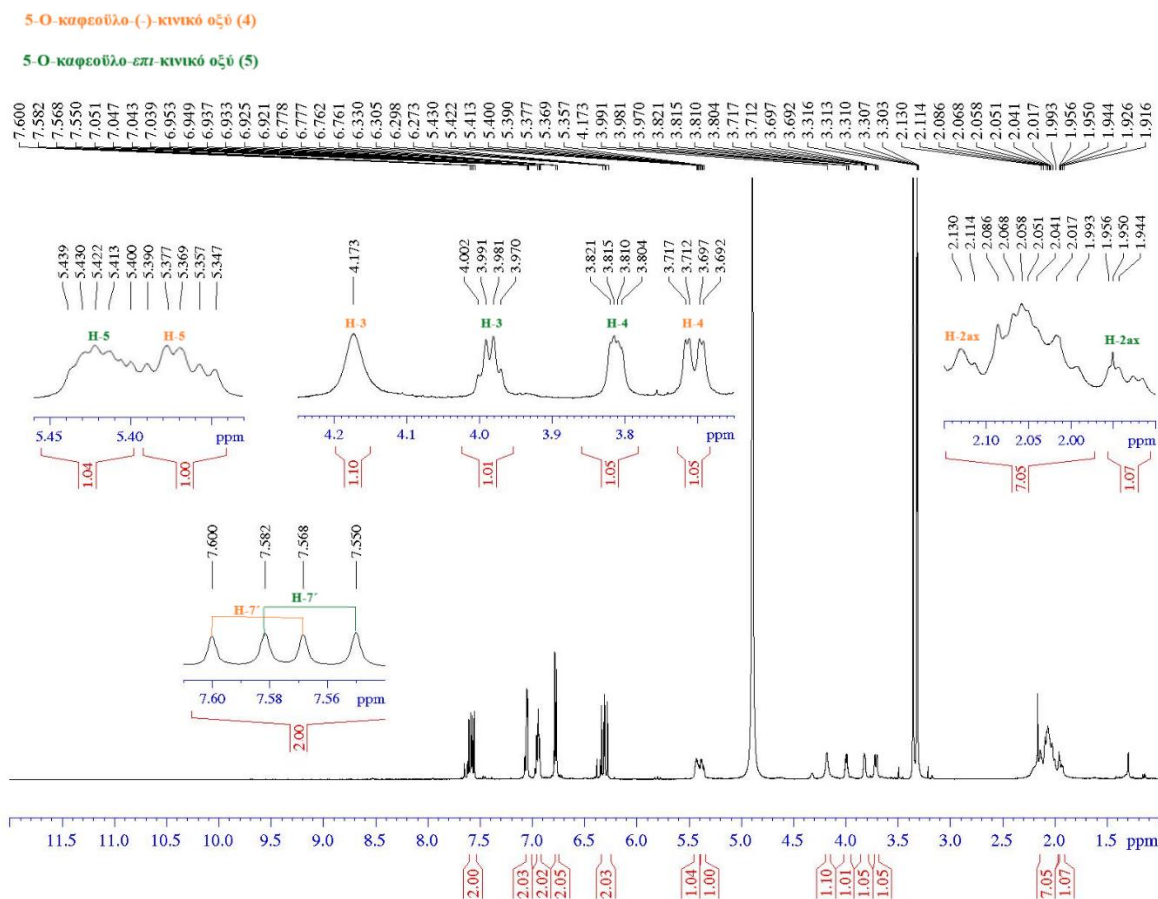 5-O-καφεοϋλο-(-)-κινικό οξύ (4)
5-O-καφεοϋλο-επι-κινικό οξύ (5)
7.600 7.582 7.568 7.550 7.051 7.047 7.043 7.039 6.953 6.949 6.937 6.933 6.925 6.921 6.778 6.777 6.762 6.761 6.330 6.305 6.298 6.273 5.430 5.422 5.413 5.400 5.390 5.377 5.369 5.357 4.173 3.991 3.981 3.970 3.821 3.815 3.810 3.804 3.717 3.712 3.697 3.692 3.316 3.313 3.310 3.307 3.303 2.130 2.114 2.086 2.068 2.058 2.051 2.041 2.017 1.993 1.956 1.950 1.944 1.926 1.916
5.439 5.430 5.422 5.413 5.400 5.390 5.377 5.369 5.357 5.347
H-5 H-5
5.45 5.40 ppm
1.04 1.00
4.173 4.002 3.991 3.981 3.970 3.821 3.815 3.810 3.804 3.717 3.712 3.697 3.692
H-3 H-3 H-4 H-4
4.2 4.1 4.0 3.9 3.8 ppm
1.10 1.01 1.05 1.05
2.130 2.114 2.086 2.068 2.058 2.051 2.041 2.017 1.993 1.956 1.950 1.944
H-2ax H-2ax
2.10 2.05 2.00 ppm
7.05 1.07
7.600 7.582 7.568 7.550
H-7´
H-7´
7.60 7.58 7.56 ppm
2.00
11.5 11.0 10.5 10.0 9.5 9.0 8.5 8.0 7.5 7.0 6.5 6.0 5.5 5.0 4.5 4.0 3.5 3.0 2.5 2.0 1.5 ppm
2.00 2.03 2.02 2.05 2.03 1.04 1.00 1.10 1.01 1.05 1.05 7.05 1.07